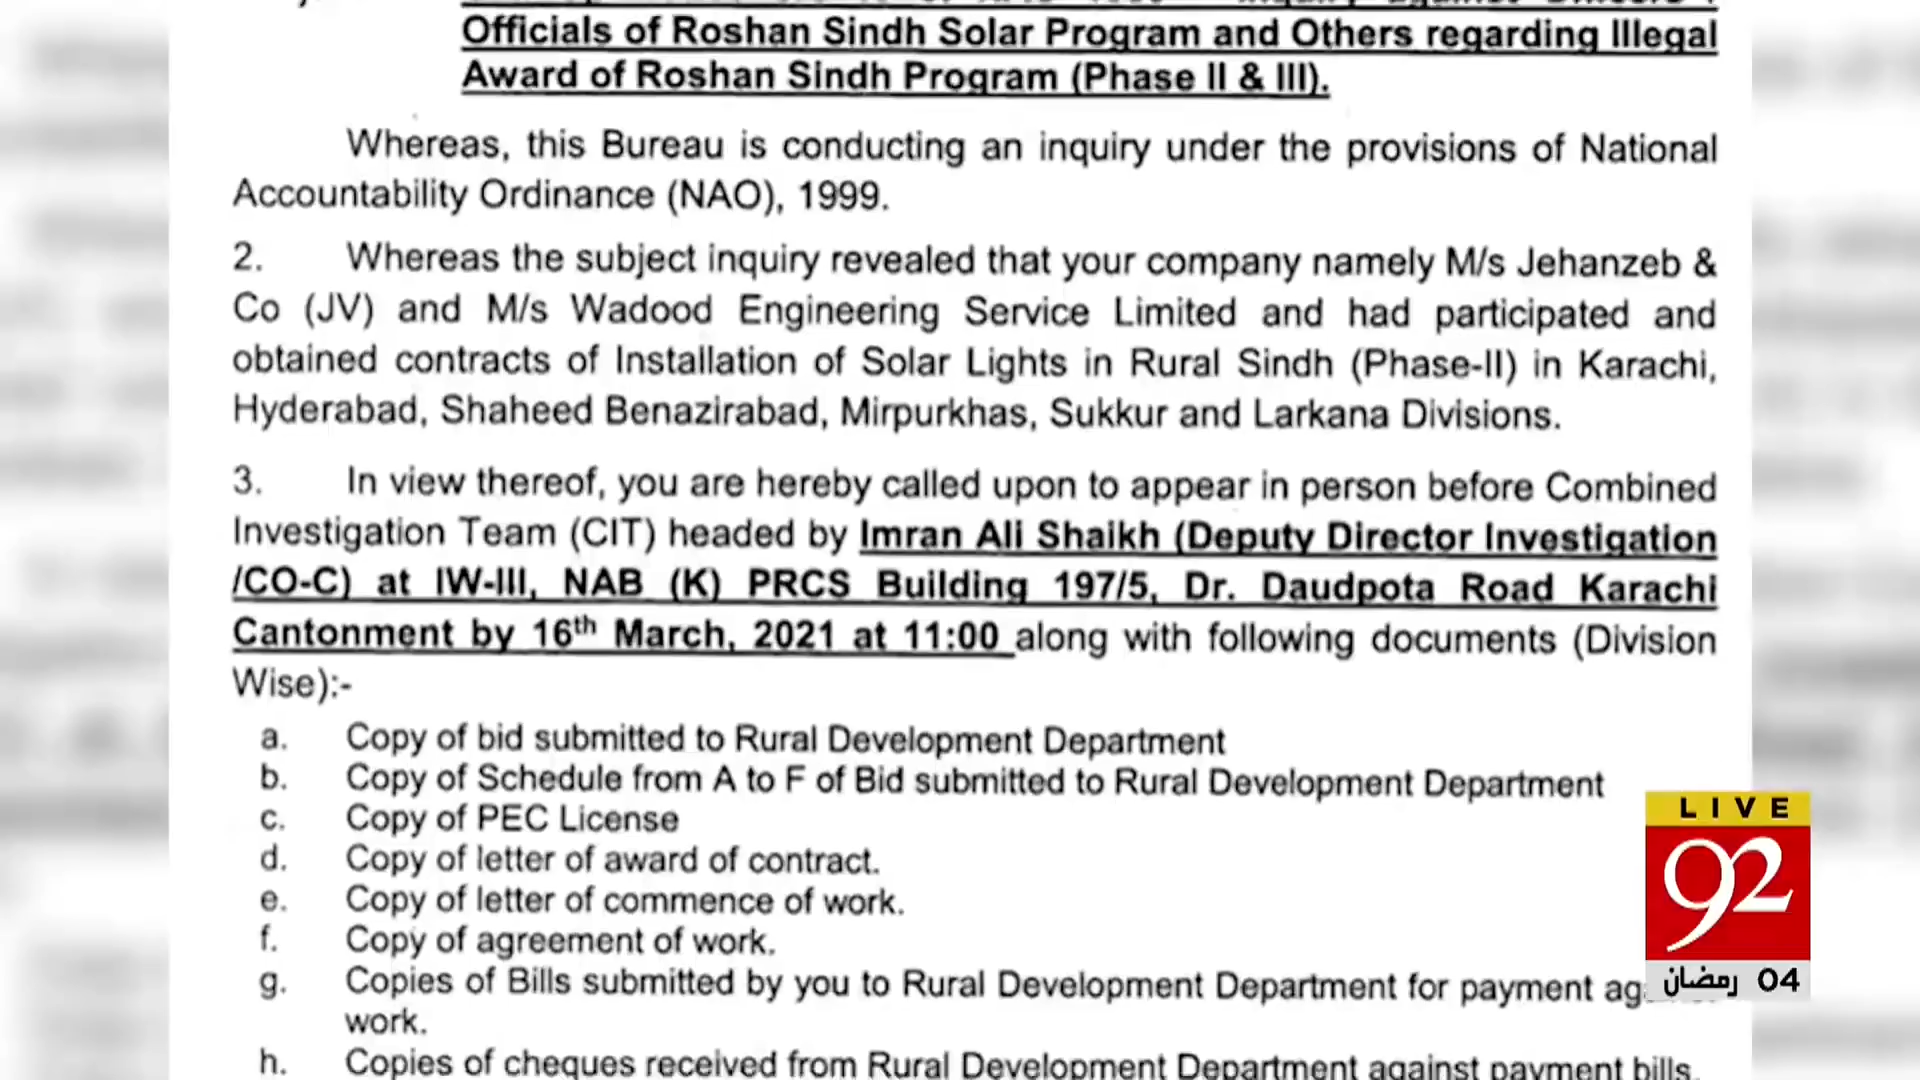 Officials of Roshan Sindh Solar Program and Others regarding Illegal
Award of Roshan Sindh Program (Phase II & III).
Whereas, this Bureau is conducting an inquiry under the provisions of National
Accountability Ordinance (NAO), 1999.
2. Whereas the subject inquiry revealed that your company namely M/s Jehanzeb &
Co (JV) and M/s Wadood Engineering Service Limited and had participated and
obtained contracts of Installation of Solar Lights in Rural Sindh (Phase-II) in Karachi,
Hyderabad, Shaheed Benazirabad, Mirpurkhas, Sukkur and Larkana Divisions.
3. In view thereof, you are hereby called upon to appear in person before Combined
Investigation Team (CIT) headed by Imran Ali Shaikh (Deputy Director Investigation
/CO-C) at IW-III, NAB (K) PRCS Building 197/5, Dr. Daudpota Road Karachi
Cantonment by 16th March, 2021 at 11:00 along with following documents (Division
Wise):-
a. Copy of bid submitted to Rural Development Department
b. Copy of Schedule from A to F of Bid submitted to Rural Development Department
c. Copy of PEC License
d. Copy of letter of award of contract.
e. Copy of letter of commence of work.
f. Copy of agreement of work.
g. Copies of Bills submitted by you to Rural Development Department for payment
work.
h. Copies of cheques received from Rural Development Department against payment bills.
LIVE
92
04 رمضان